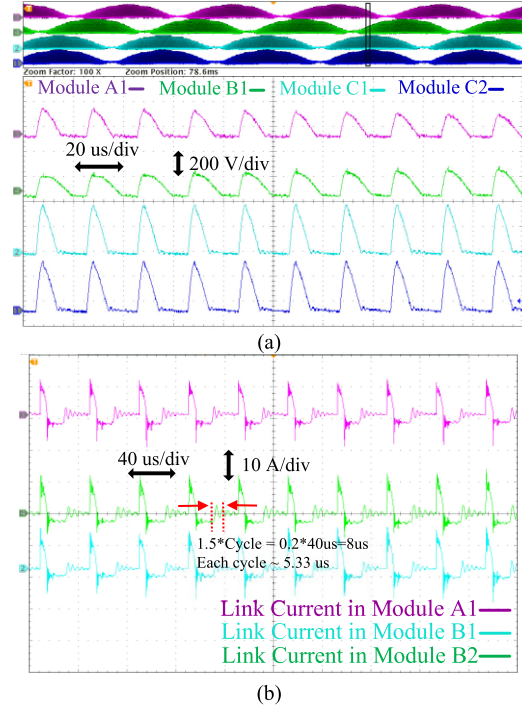 Zoom Factor: 100 X Zoom Position: 78.6ms
Module A1 Module B1 Module C1 Module C2
20 us/div
200 V/div
(a)
40 us/div
10 A/div
1.5*Cycle = 0.2*40us=8us
Each cycle ~ 5.33 us
Link Current in Module A1
Link Current in Module B1
Link Current in Module B2
(b)